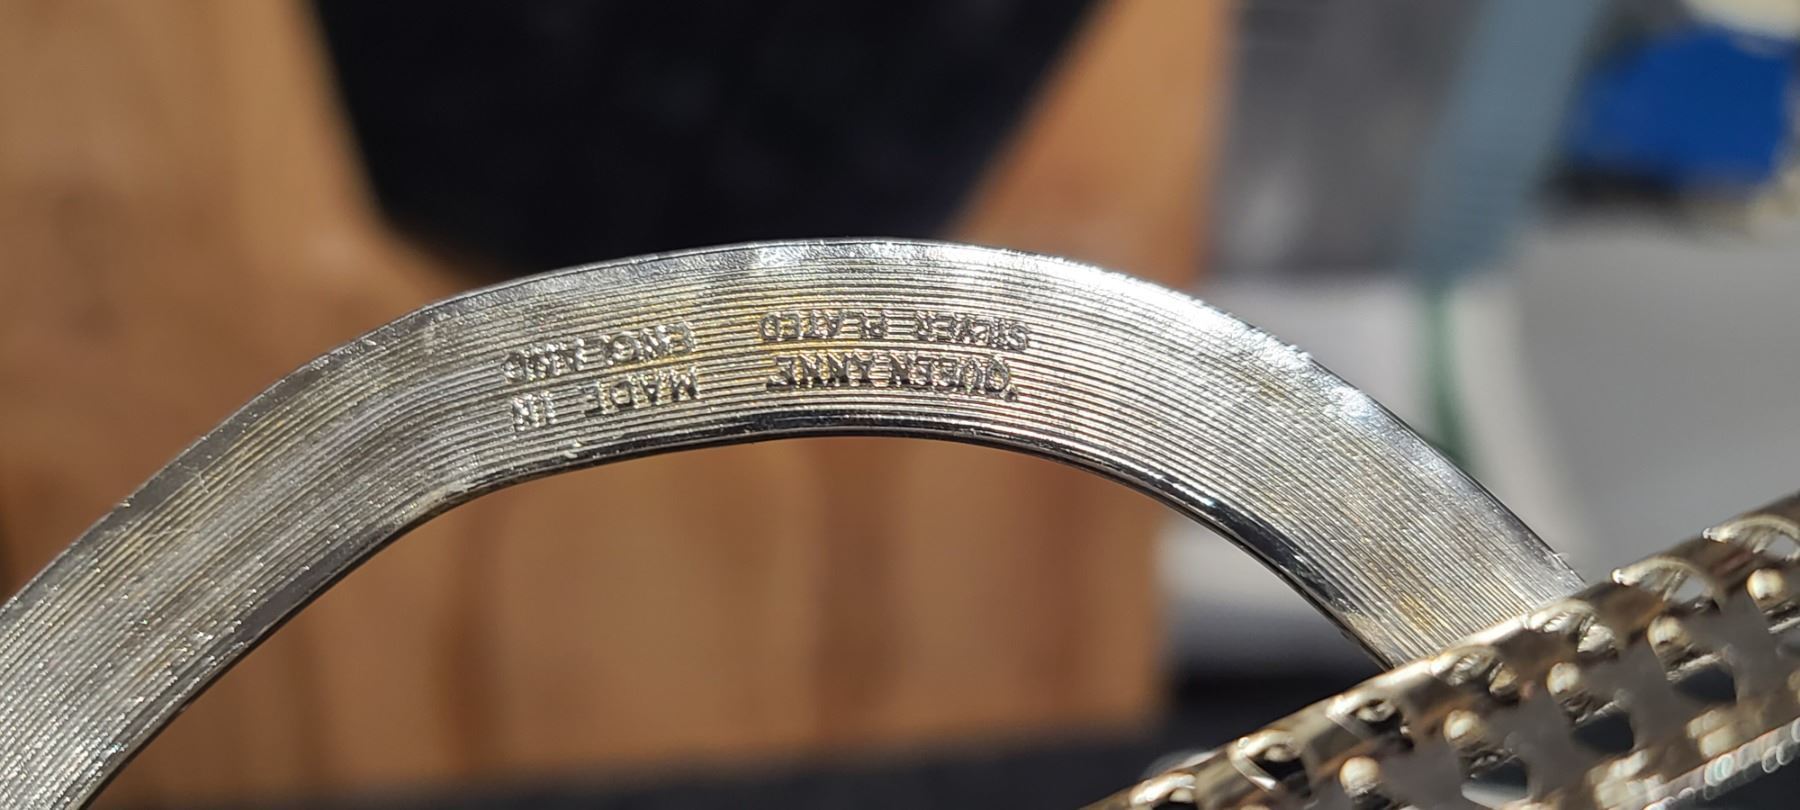 "QUEEN ANNE"
SILVER PLATED
MADE IN
ENGLAND